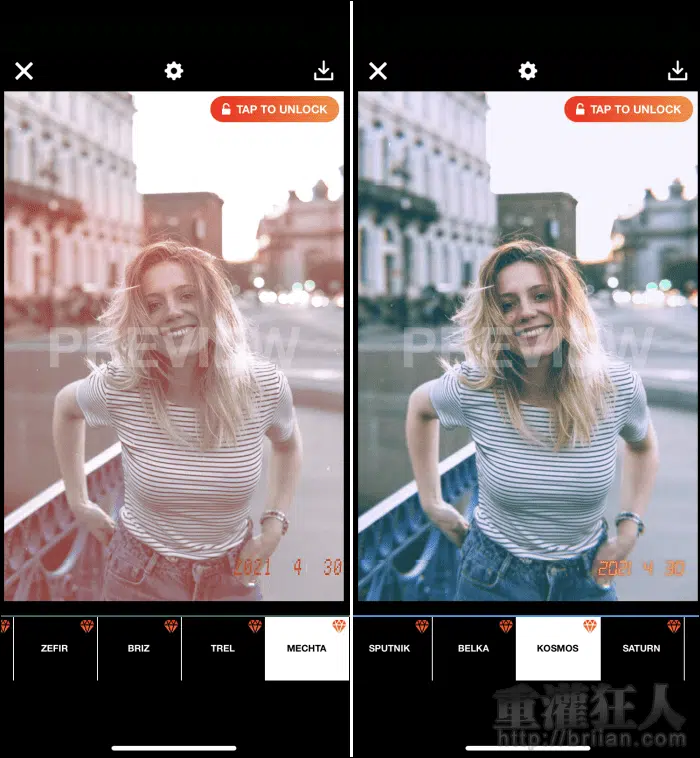 TAP TO UNLOCK
PREVIEW
2021 4 30
ZEFIR
BRIZ
TREL
MECHTA
TAP TO UNLOCK
PREVIEW
2021 4 30
SPUTNIK
BELKA
KOSMOS
SATURN
重灌狂人
http://briian.com